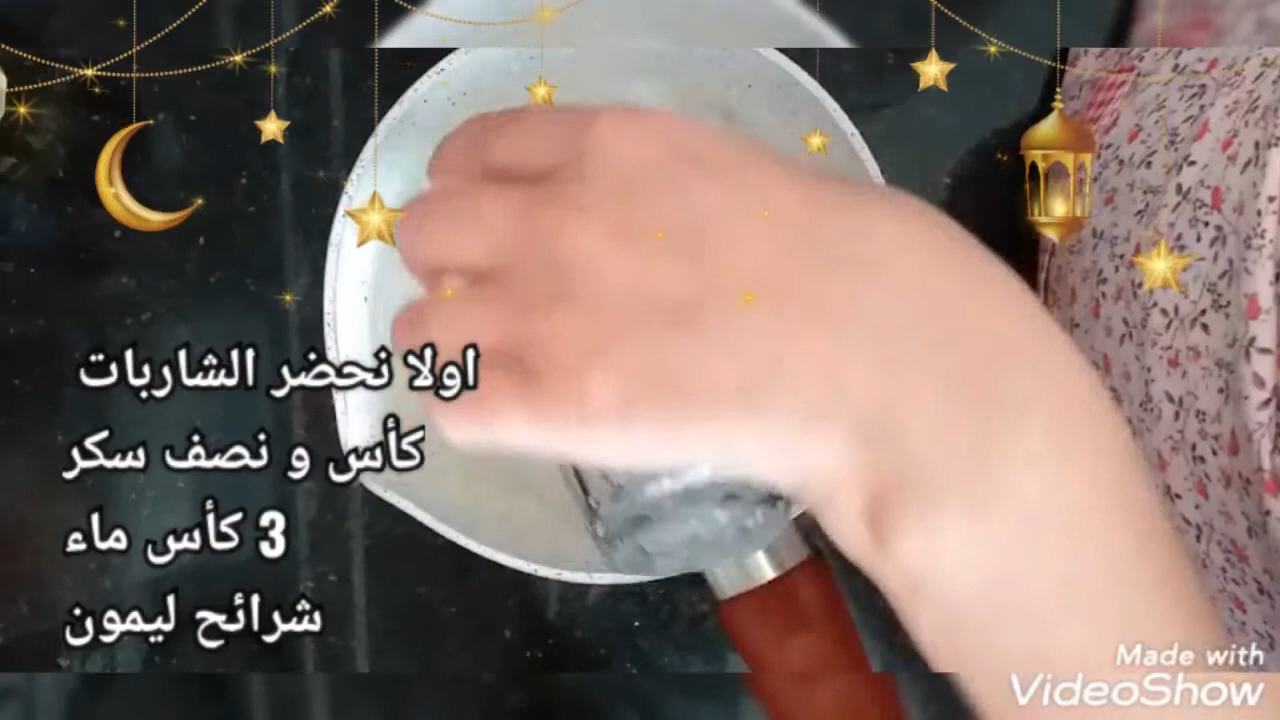 اولا نحضر الشاربات
كأس و نصف سكر
3 كأس ماء
شرائح ليمون
Made with
VideoShow